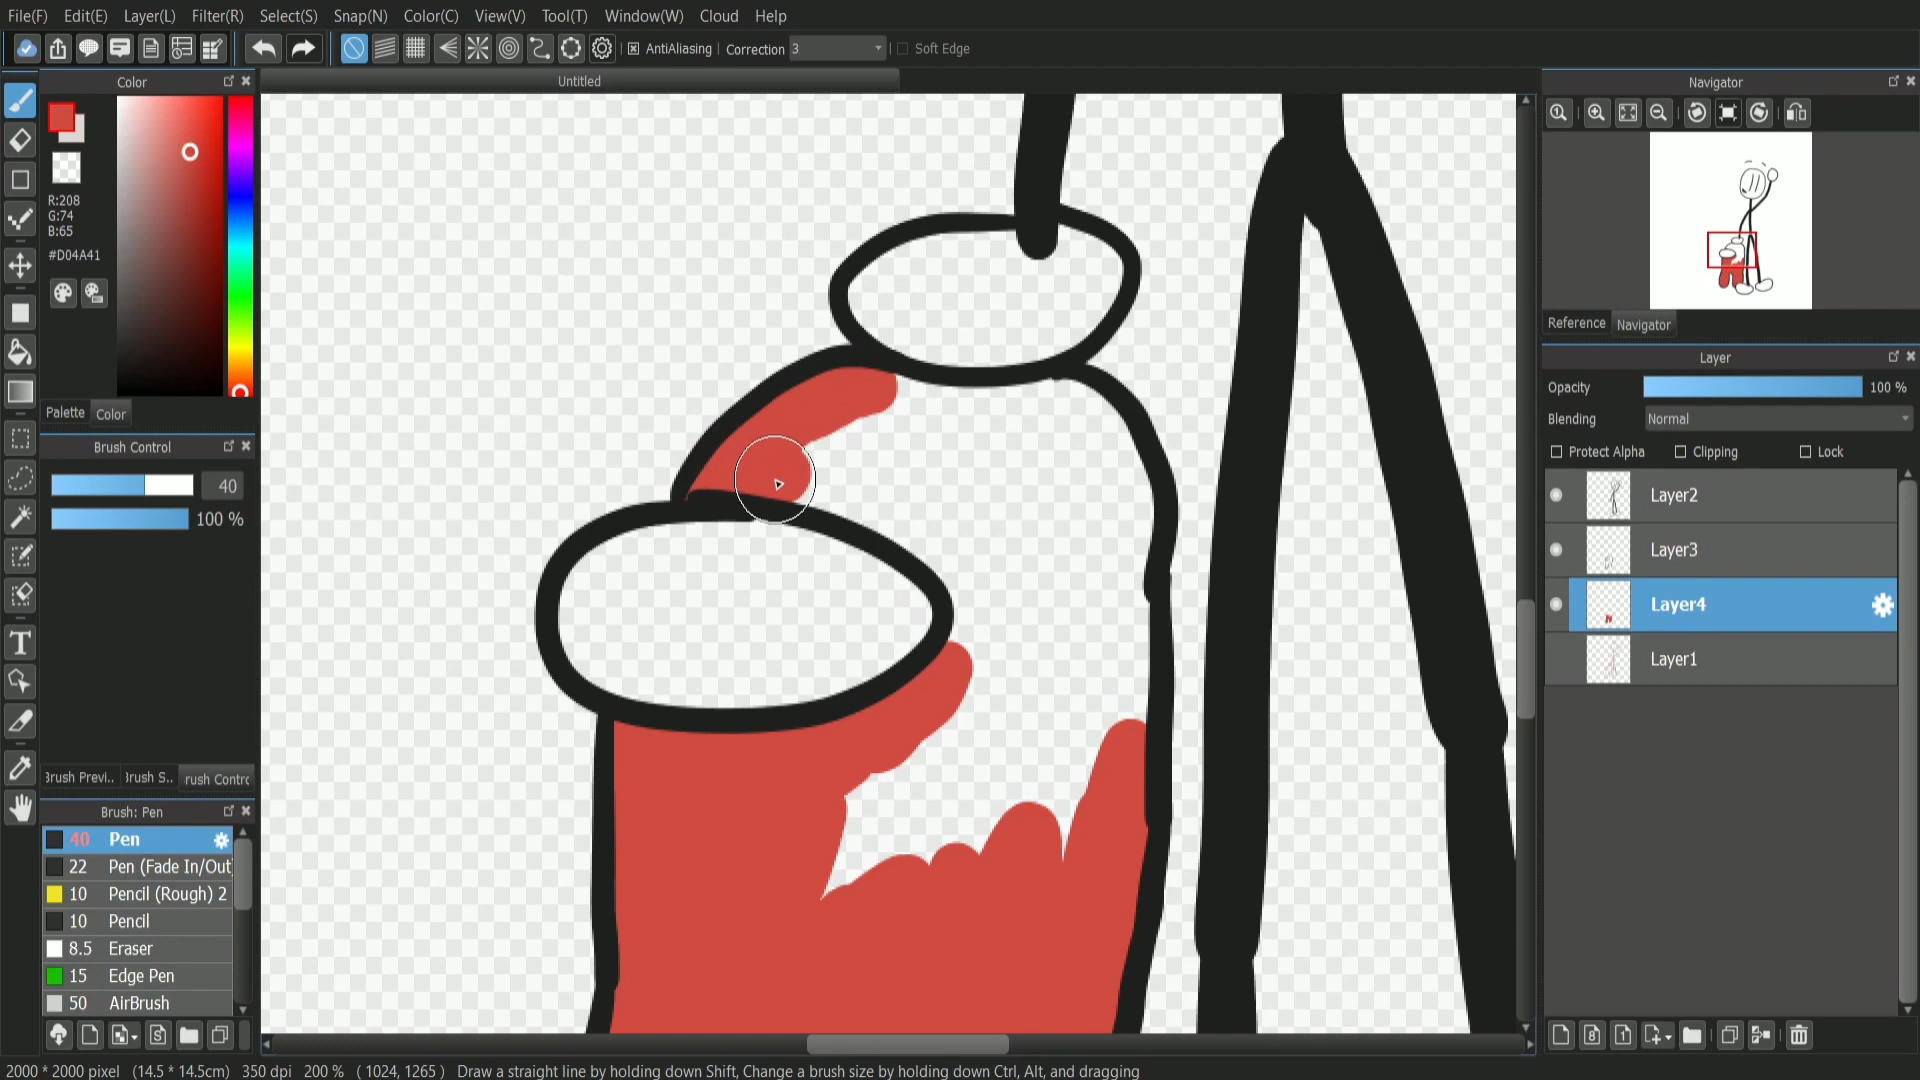 File(F) Edit(E) Layer(L) Filter(R) Select(S) Snap(N) Color(C) View(V) Tool(T) Window(W) Cloud Help
AntiAliasing Correction 3 Soft Edge
Color
Untitled
Navigator
R:208
G:74
B:65
#D04A41
Palette Color
Reference Navigator
Layer
Opacity 100 %
Blending Normal
Protect Alpha Clipping Lock
Layer2
Layer3
Layer4
Layer1
Brush Control
40
100 %
Brush Previ.. Brush S.. rush Contro
Brush: Pen
40 Pen
22 Pen (Fade In/Out)
10 Pencil (Rough) 2
10 Pencil
8.5 Eraser
15 Edge Pen
50 AirBrush
2000 * 2000 pixel (14.5 * 14.5cm) 350 dpi 200 % ( 1024, 1265 ) Draw a straight line by holding down Shift, Change a brush size by holding down Ctrl, Alt, and dragging